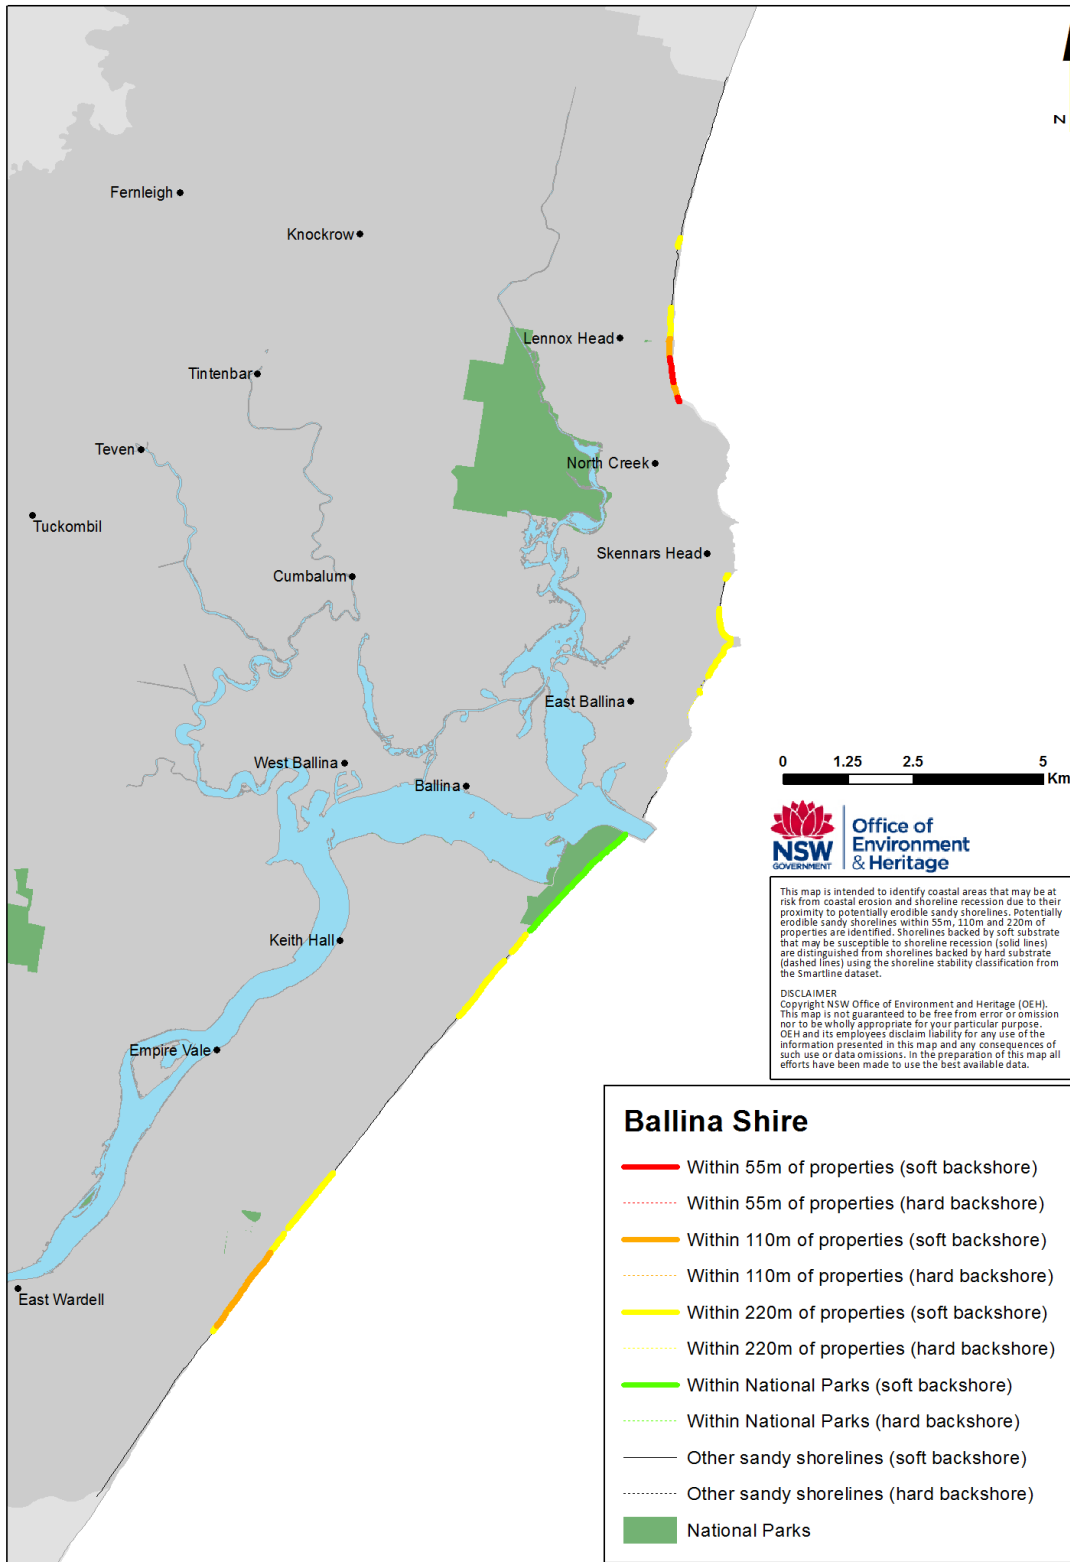 Z
Fernleigh
Knockrow
Lennox Head
Tintenbar
Teven
North Creek
Tuckombil
Skennars Head
Cumbalum
East Ballina
West Ballina
Ballina
0 1.25 2.5 5
Km
NSW
GOVERNMENT
Office of
Environment
& Heritage
This map is intended to identify coastal areas that may be at
risk from coastal erosion and shoreline recession due to their
proximity to potentially erodible sandy shorelines. Potentially
erodible sandy shorelines within 55m, 110m and 220m of
properties are identified. Shorelines backed by soft substrate
that may be susceptible to shoreline recession (solid lines)
are distinguished from shorelines backed by hard substrate
(dashed lines) using the shoreline stability classification from
the Smartline dataset.
DISCLAIMER
Copyright NSW Office of Environment and Heritage (OEH).
This map is not guaranteed to be free from error or omission
nor to be wholly appropriate for your particular purpose.
OEH and its employees disclaim liability for any use of the
information presented in this map and any consequences of
such use or data omissions. In the preparation of this map all
efforts have been made to use the best available data.
Keith Hall
Empire Vale
East Wardell
Ballina Shire
Within 55m of properties (soft backshore)
Within 55m of properties (hard backshore)
Within 110m of properties (soft backshore)
Within 110m of properties (hard backshore)
Within 220m of properties (soft backshore)
Within 220m of properties (hard backshore)
Within National Parks (soft backshore)
Within National Parks (hard backshore)
Other sandy shorelines (soft backshore)
Other sandy shorelines (hard backshore)
National Parks